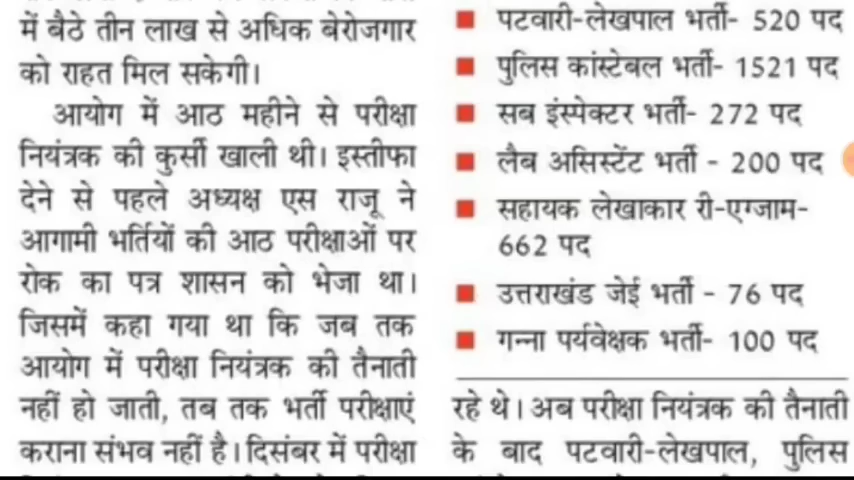 में बैठे तीन लाख से अधिक बेरोजगार
को राहत मिल सकेगी।
आयोग में आठ महीने से परीक्षा
नियंत्रक की कुर्सी खाली थी। इस्तीफा
देने से पहले अध्यक्ष एस राजू ने
आगामी भर्तियों की आठ परीक्षाओं पर
रोक का पत्र शासन को भेजा था।
जिसमें कहा गया था कि जब तक
आयोग में परीक्षा नियंत्रक की तैनाती
नहीं हो जाती, तब तक भर्ती परीक्षाएं
कराना संभव नहीं है। दिसंबर में परीक्षा
पटवारी-लेखपाल भर्ती- 520 पद
पुलिस कांस्टेबल भर्ती- 1521 पद
सब इंस्पेक्टर भर्ती- 272 पद
लैब असिस्टेंट भर्ती - 200 पद
सहायक लेखाकार री-एग्जाम-
662 पद
उत्तराखंड जेई भर्ती - 76 पद
गन्ना पर्यवेक्षक भर्ती- 100 पद
रहे थे। अब परीक्षा नियंत्रक की तैनाती
के बाद पटवारी-लेखपाल, पुलिस